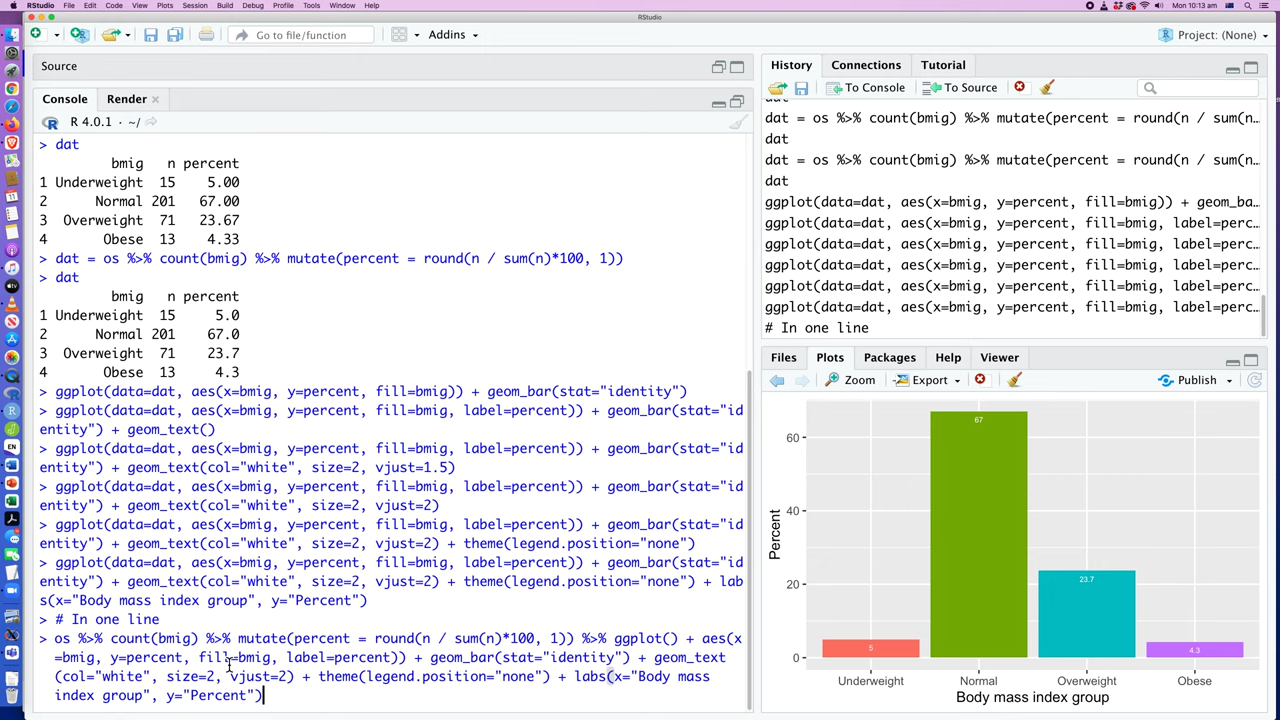 RStudio File Edit Code View Plots Session Build Debug Profile Tools Window Help Mon 10:13 am
RStudio
Go to file/function Addins Project: (None)
Source
Console Render
R 4.0.1 · ~/
> dat
bmig n percent
1 Underweight 15 5.00
2 Normal 201 67.00
3 Overweight 71 23.67
4 Obese 13 4.33
> dat = os %>% count(bmig) %>% mutate(percent = round(n / sum(n)*100, 1))
> dat
bmig n percent
1 Underweight 15 5.0
2 Normal 201 67.0
3 Overweight 71 23.7
4 Obese 13 4.3
> ggplot(data=dat, aes(x=bmig, y=percent, fill=bmig)) + geom_bar(stat="identity")
> ggplot(data=dat, aes(x=bmig, y=percent, fill=bmig, label=percent)) + geom_bar(stat="id
entity") + geom_text()
> ggplot(data=dat, aes(x=bmig, y=percent, fill=bmig, label=percent)) + geom_bar(stat="id
entity") + geom_text(col="white", size=2, vjust=1.5)
> ggplot(data=dat, aes(x=bmig, y=percent, fill=bmig, label=percent)) + geom_bar(stat="id
entity") + geom_text(col="white", size=2, vjust=2)
> ggplot(data=dat, aes(x=bmig, y=percent, fill=bmig, label=percent)) + geom_bar(stat="id
entity") + geom_text(col="white", size=2, vjust=2) + theme(legend.position="none")
> ggplot(data=dat, aes(x=bmig, y=percent, fill=bmig, label=percent)) + geom_bar(stat="id
entity") + geom_text(col="white", size=2, vjust=2) + theme(legend.position="none") + lab
s(x="Body mass index group", y="Percent")
> # In one line
> os %>% count(bmig) %>% mutate(percent = round(n / sum(n)*100, 1)) %>% ggplot() + aes(x
=bmig, y=percent, fill=bmig, label=percent)) + geom_bar(stat="identity") + geom_text
(col="white", size=2, vjust=2) + theme(legend.position="none") + labs(x="Body mass
index group", y="Percent")
History Connections Tutorial
To Console To Source
dat
dat = os %>% count(bmig) %>% mutate(percent = round(n / sum(n…
dat
dat = os %>% count(bmig) %>% mutate(percent = round(n / sum(n…
dat
ggplot(data=dat, aes(x=bmig, y=percent, fill=bmig)) + geom_ba…
ggplot(data=dat, aes(x=bmig, y=percent, fill=bmig, label=perc…
ggplot(data=dat, aes(x=bmig, y=percent, fill=bmig, label=perc…
ggplot(data=dat, aes(x=bmig, y=percent, fill=bmig, label=perc…
ggplot(data=dat, aes(x=bmig, y=percent, fill=bmig, label=perc…
ggplot(data=dat, aes(x=bmig, y=percent, fill=bmig, label=perc…
# In one line
Files Plots Packages Help Viewer
Zoom Export Publish
67
60
40
Percent
23.7
20
5
4.3
0
Underweight Normal Overweight Obese
Body mass index group
EN